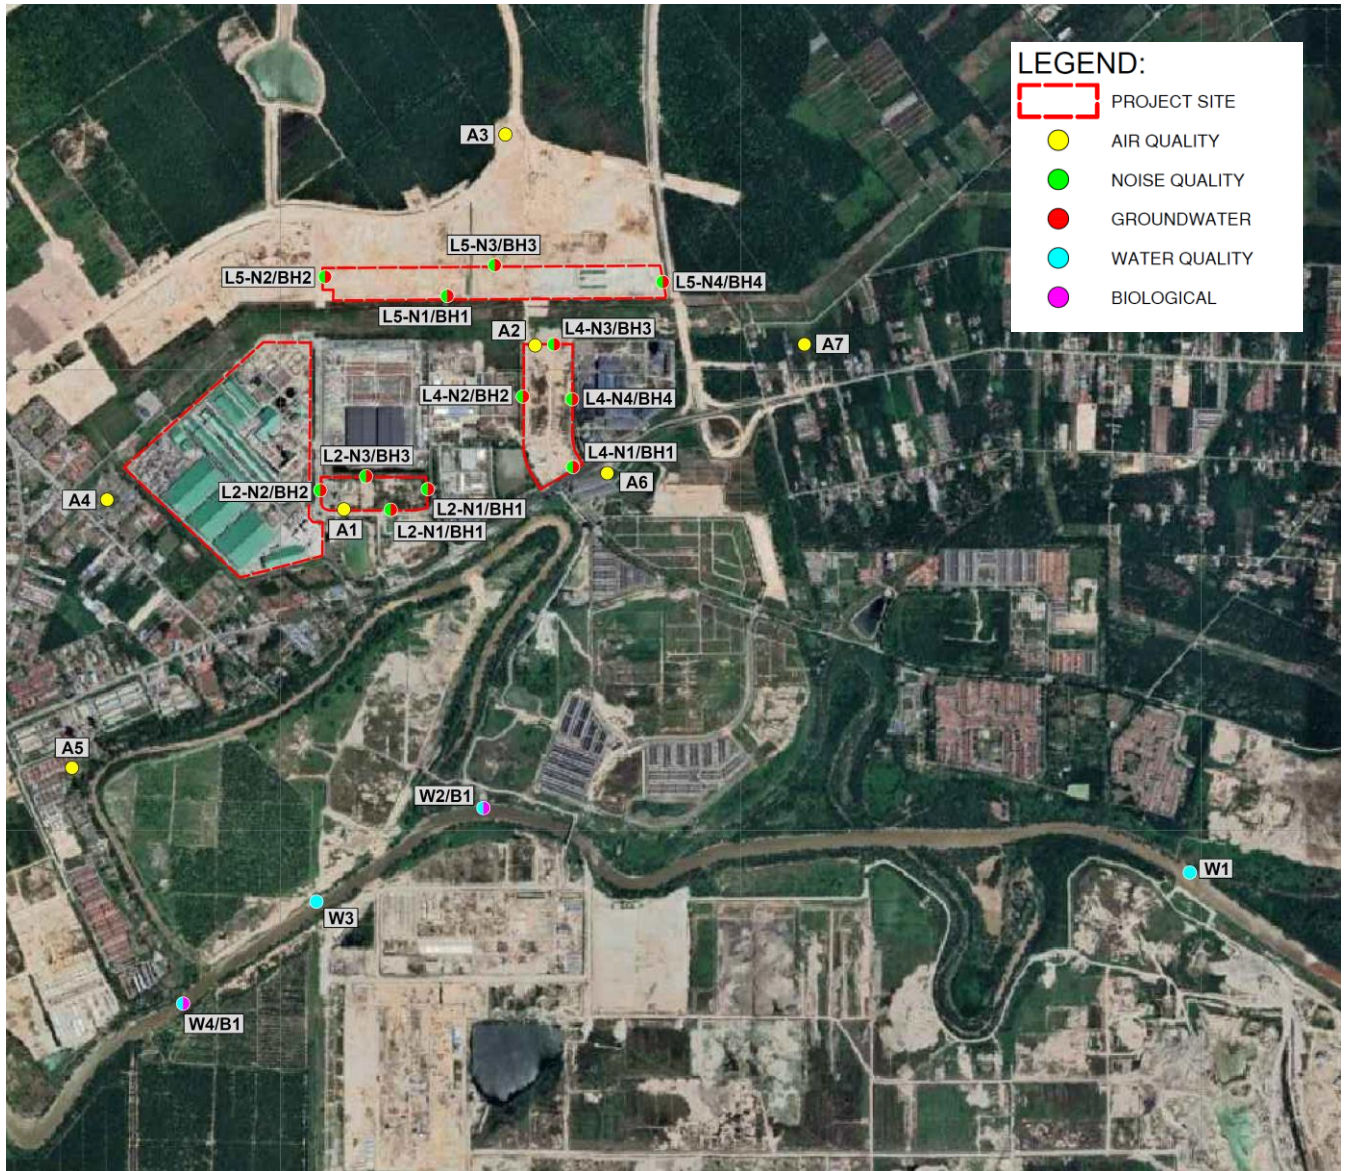 LEGEND:
PROJECT SITE
AIR QUALITY
NOISE QUALITY
GROUNDWATER
WATER QUALITY
BIOLOGICAL
A3
L5-N3/BH3
L5-N2/BH2
L5-N4/BH4
L5-N1/BH1
A2
L4-N3/BH3
A7
L4-N2/BH2
L4-N4/BH4
L2-N3/BH3
L4-N1/BH1
A6
L2-N2/BH2
A4
L2-N1/BH1
A1
L2-N1/BH1
A5
W2/B1
W1
W3
W4/B1